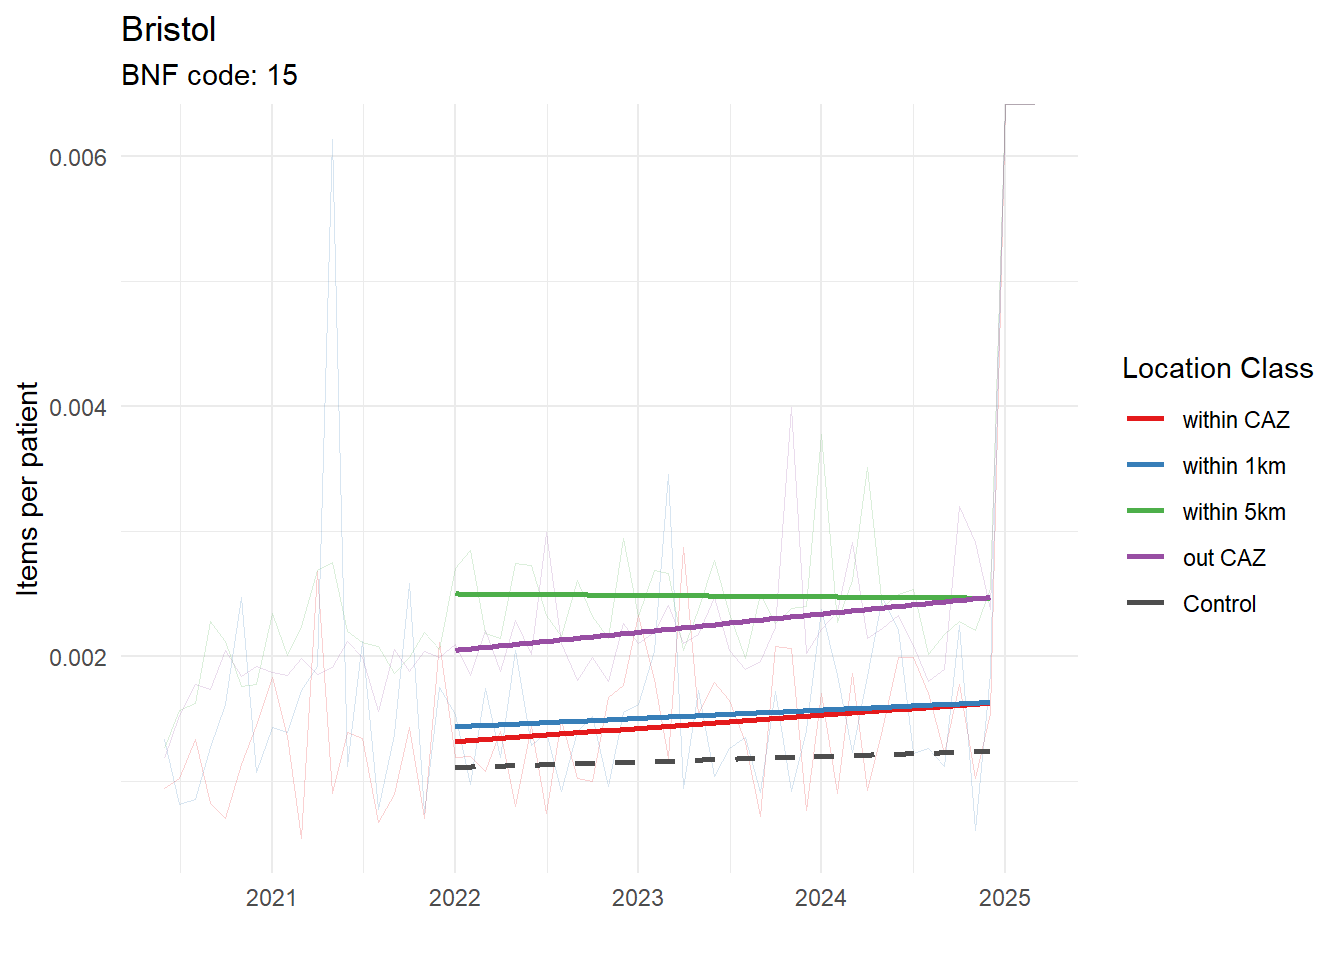 Bristol
BNF code: 15
Items per patient
0.006
0.004
0.002
2021
2022
2023
2024
2025
Location Class
within CAZ
within 1km
within 5km
out CAZ
Control